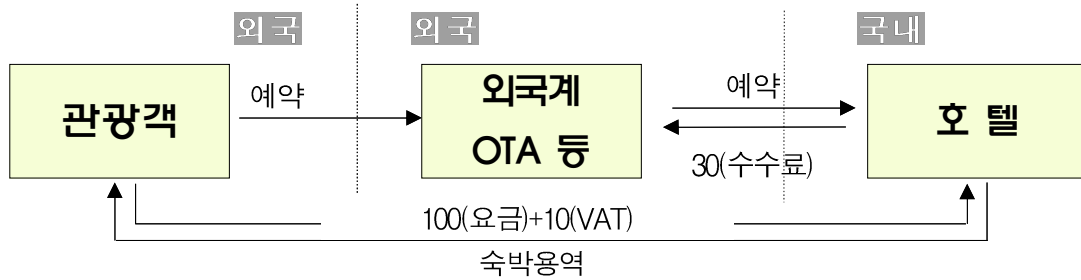 외국
외국
국내
관광객
예약
외국계
OTA 등
예약
30(수수료)
호 텔
100(요금)+10(VAT)
숙박용역